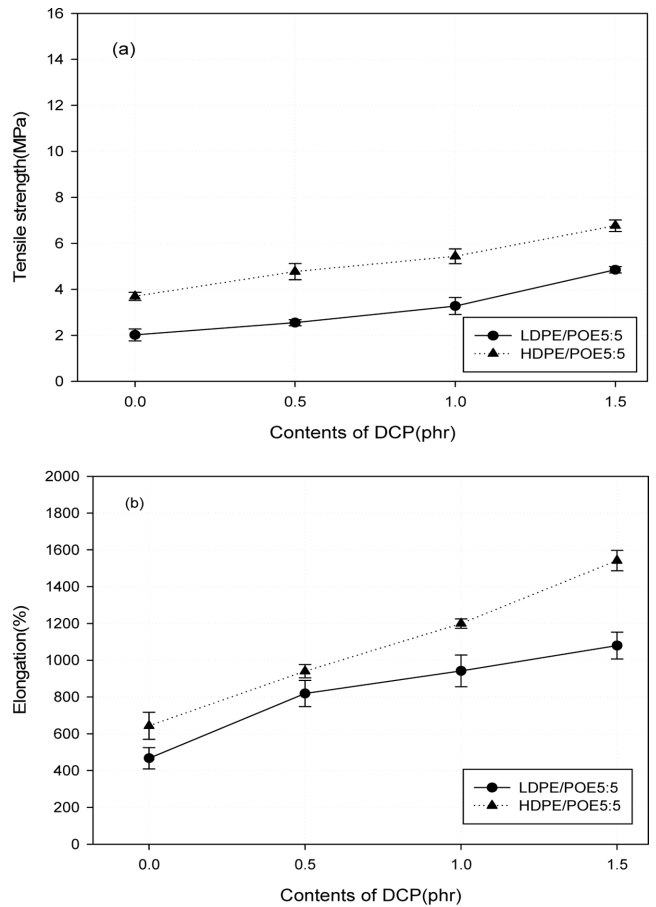 (a)
16
14
12
10
8
6
4
2
0
Tensile strength(MPa)
LDPE/POE5:5
HDPE/POE5:5
0.0 0.5 1.0 1.5
Contents of DCP(phr)
(b)
2000
1800
1600
1400
1200
1000
800
600
400
200
0
Elongation(%)
LDPE/POE5:5
HDPE/POE5:5
0.0 0.5 1.0 1.5
Contents of DCP(phr)